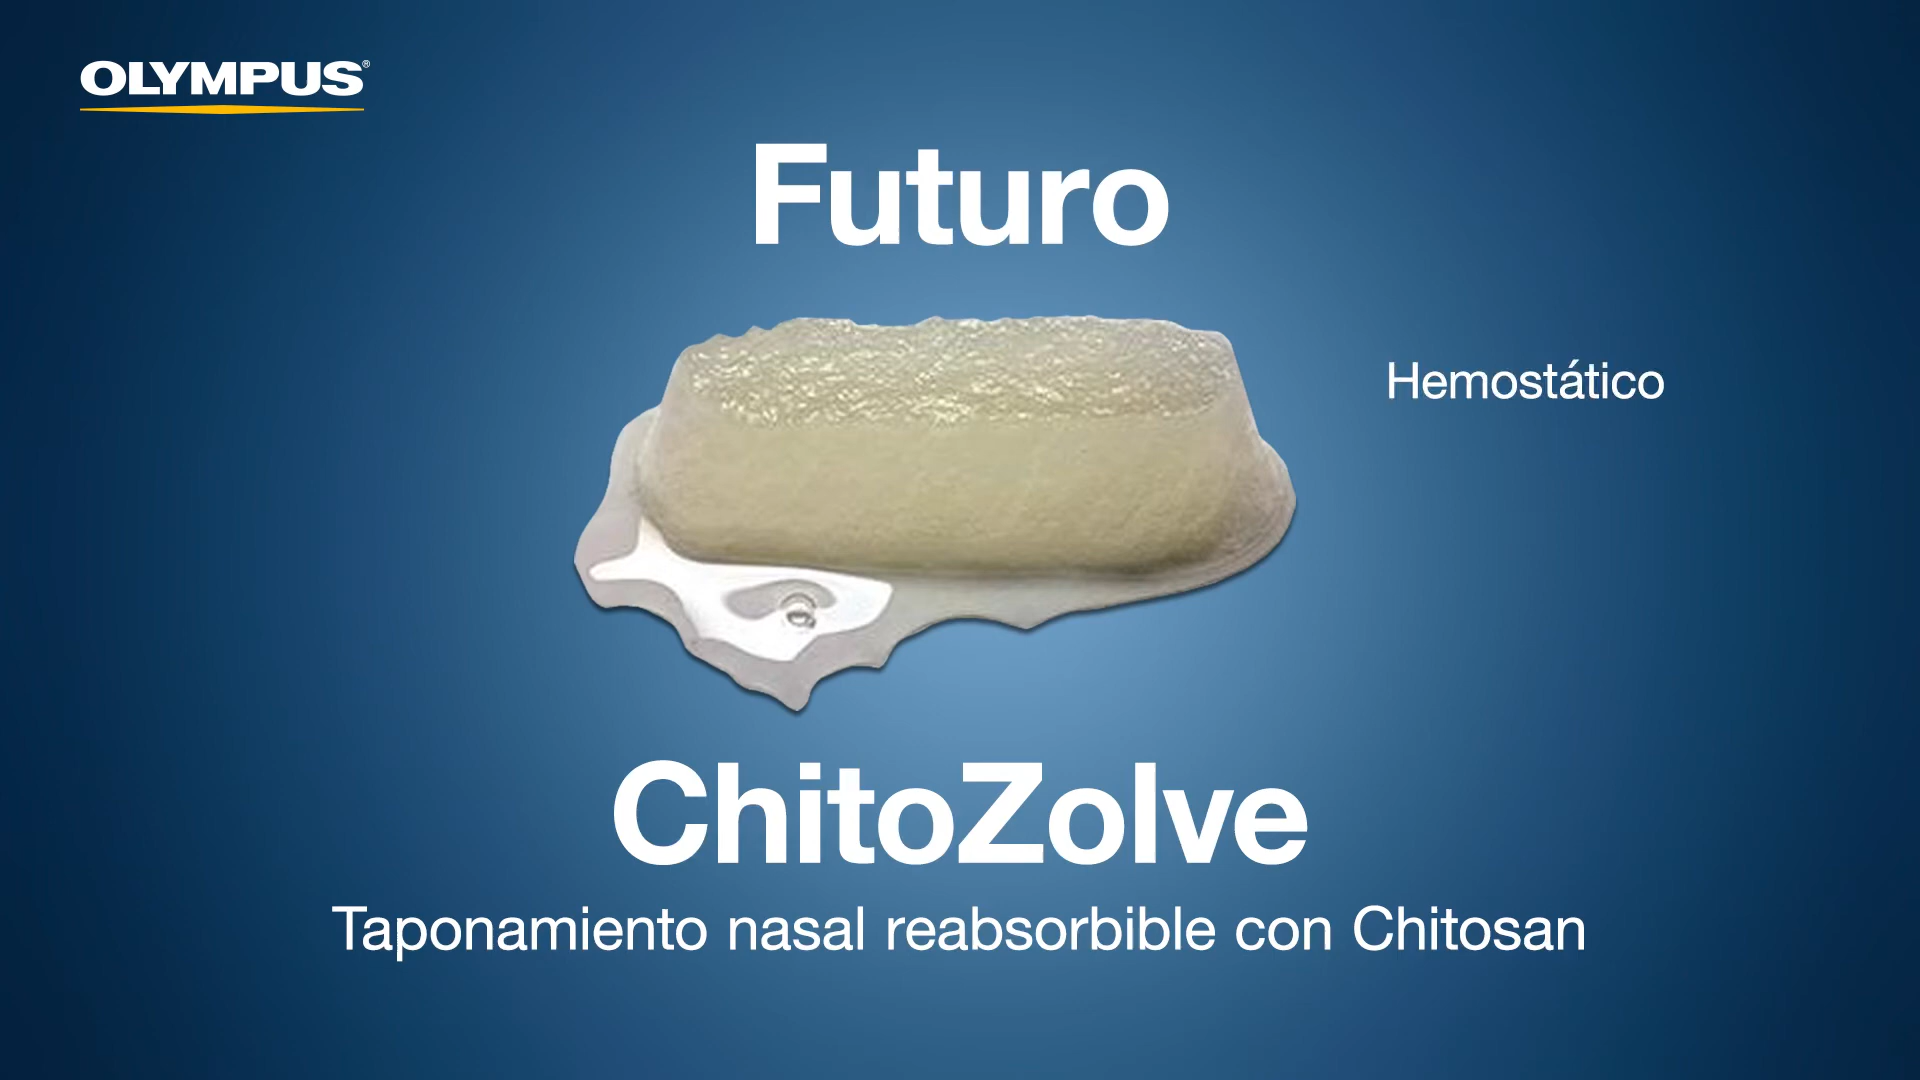 OLYMPUS®
Futuro
Hemostático
ChitoZolve
Taponamiento nasal reabsorbible con Chitosan